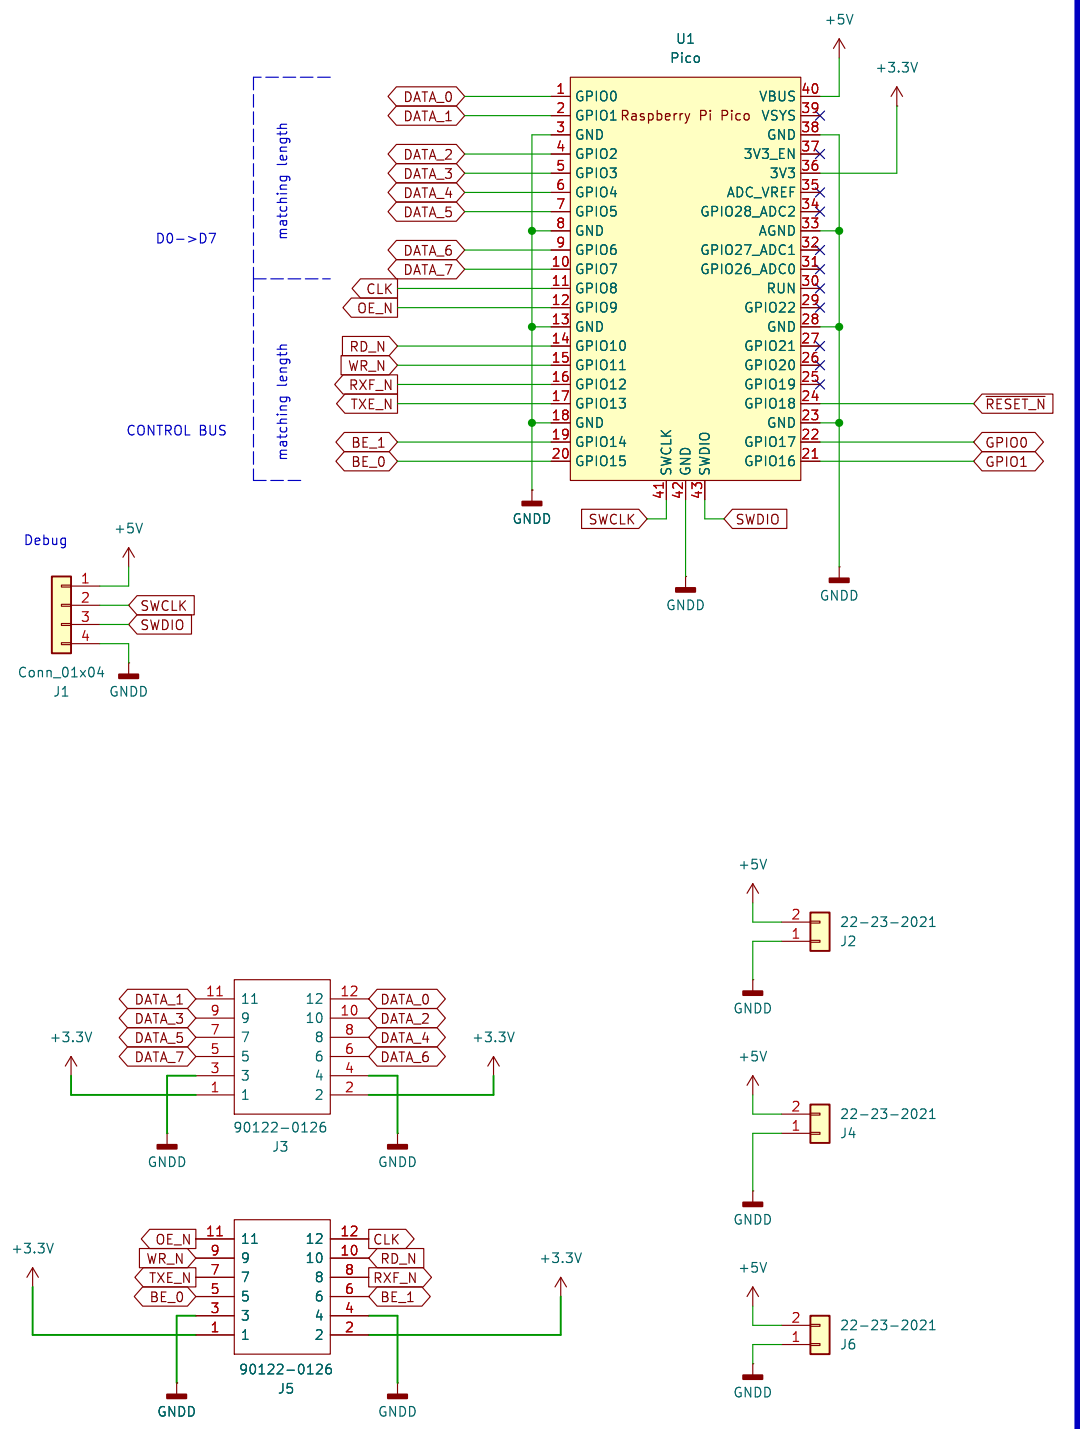 +5V
U1
Pico
+3.3V
DATA_0 1 GPIO0 VBUS 40
DATA_1 2 GPIO1 Raspberry Pi Pico VSYS 39
3 GND GND 38
DATA_2 4 GPIO2 3V3_EN 37
DATA_3 5 GPIO3 3V3 36
DATA_4 6 GPIO4 ADC_VREF 35
DATA_5 7 GPIO5 GPIO28_ADC2 34
8 GND AGND 33
DATA_6 9 GPIO6 GPIO27_ADC1 32
DATA_7 10 GPIO7 GPIO26_ADC0 31
CLK 11 GPIO8 RUN 30
OE_N 12 GPIO9 GPIO22 29
13 GND GND 28
RD_N 14 GPIO10 GPIO21 27
WR_N 15 GPIO11 GPIO20 26
RXF_N 16 GPIO12 GPIO19 25
TXE_N 17 GPIO13 GPIO18 24 RESET_N
18 GND GND 23
BE_1 19 GPIO14 GPIO17 22 GPIO0
BE_0 20 GPIO15 GPIO16 21 GPIO1
SWCLK GND SWDIO
41 42 43
SWCLK SWDIO
GNDD
GNDD
GNDD
matching length
D0->D7
matching length
CONTROL BUS
Debug
+5V
1
2 SWCLK
3 SWDIO
4
Conn_01x04
J1
GNDD
+5V
2 22-23-2021
1 J2
GNDD
DATA_1 11 11 12 12 DATA_0
DATA_3 9 9 10 10 DATA_2
DATA_5 7 7 8 8 DATA_4
DATA_7 5 5 6 6 DATA_6
+3.3V 3 3 4 4 +3.3V
1 1 2 2
90122-0126
J3
GNDD GNDD
+5V
2 22-23-2021
1 J4
GNDD
OE_N 11 11 12 12 CLK
WR_N 9 9 10 10 RD_N
TXE_N 7 7 8 8 RXF_N
BE_0 5 5 6 6 BE_1
+3.3V 3 3 4 4 +3.3V
1 1 2 2
90122-0126
J5
GNDD GNDD
+5V
2 22-23-2021
1 J6
GNDD